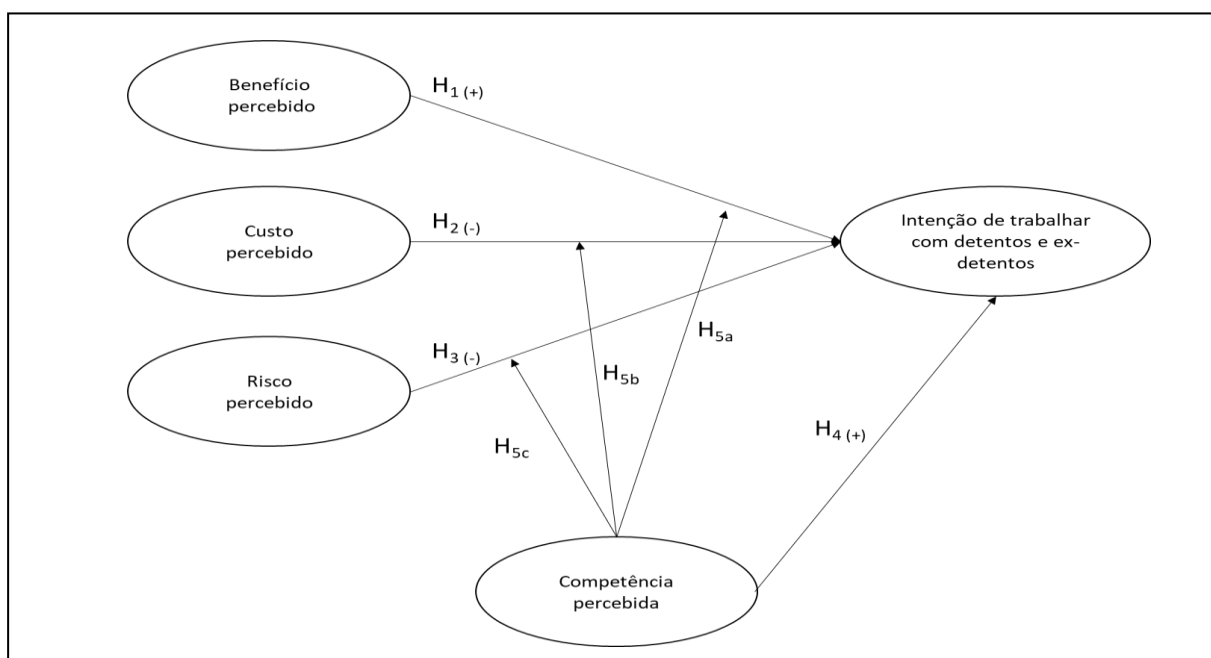 Benefício
percebido
H1 (+)
Custo
percebido
H2 (-)
Intenção de trabalhar
com detentos e ex-
detentos
Risco
percebido
H3 (-)
H5a
H5b
H5c
H4 (+)
Competência
percebida